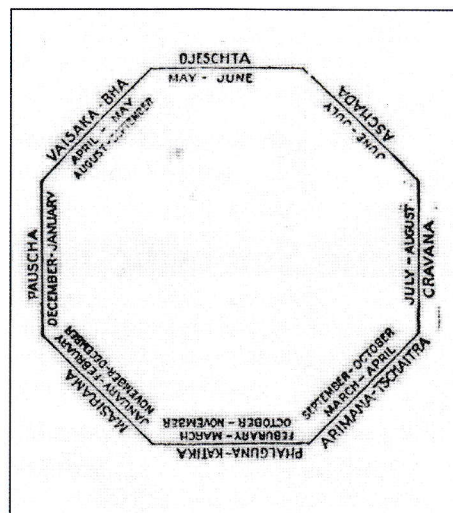 DJESCHTA
MAY - JUNE
ASCHADA
JUNE-JULY
CRAVANA
JULY - AUGUST
ARIMANA-TSCHAITRA
MARCH - APRIL
SEPTEMBER-OCTOBER
PHALGUNA-KATIKA
FEBURARY-MARCH
OCTOBER - NOVEMBER
MASIRAMA
JANUARY-FEBRUARY
NOVEMBER-DECEMBER
PAUSCHA
DECEMBER-JANUARY
VAISAKA-BHA
APRIL - MAY
AUGUST-SEPTEMBER